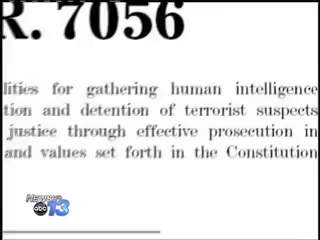 R. 7056
lities for gathering human intelligence
tion and detention of terrorist suspects
justice through effective prosecution in
and values set forth in the Constitution
NEWS
abc 13